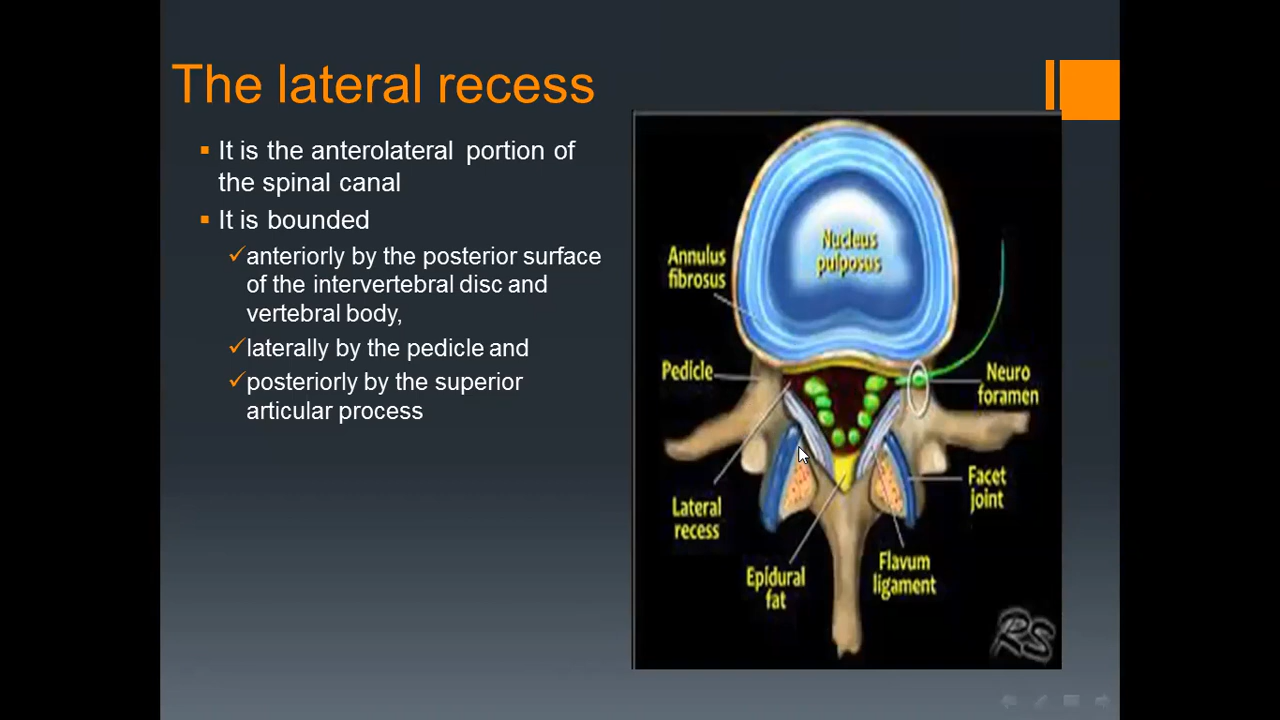 The lateral recess
It is the anterolateral portion of
the spinal canal
It is bounded
anteriorly by the posterior surface
of the intervertebral disc and
vertebral body,
laterally by the pedicle and
posteriorly by the superior
articular process
Nucleus
pulposus
Annulus
fibrosus
Pedicle
Neuro
foramen
Facet
joint
Lateral
recess
Flavum
ligament
Epidural
fat
RS